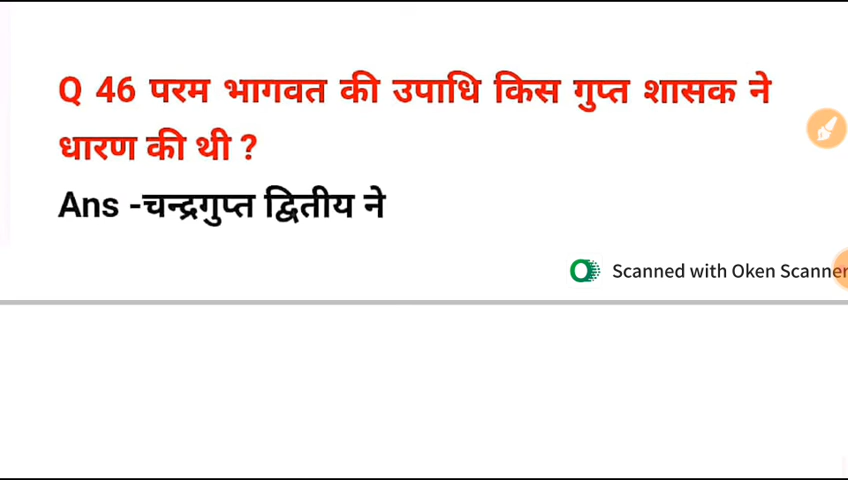 Q 46 परम भागवत की उपाधि किस गुप्त शासक ने
धारण की थी ?
Ans -चन्द्रगुप्त द्वितीय ने
Scanned with Oken Scanner